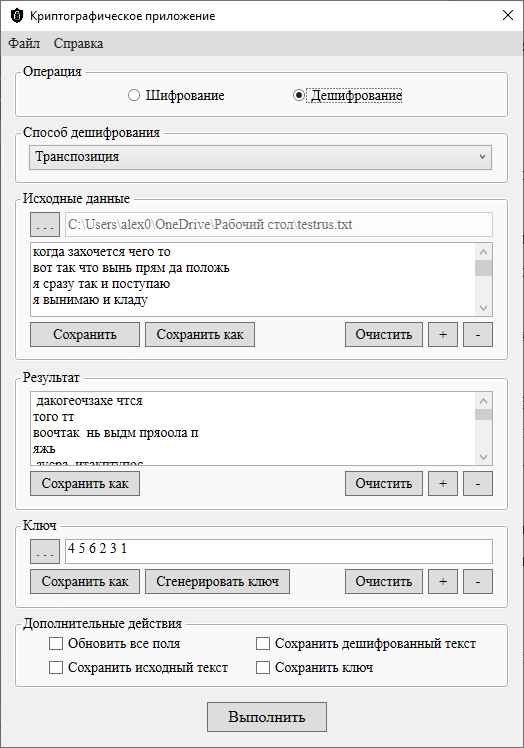 Криптографическое приложение
Файл Справка
Операция
Шифрование Дешифрование
Способ дешифрования
Транспозиция
Исходные данные
... C:\Users\alex0\OneDrive\Рабочий стол\testrus.txt
когда захочется чего то
вот так что вынь прям да положь
я сразу так и поступаю
я вынимаю и кладу
Сохранить Сохранить как Очистить + -
Результат
дакогеочзахе чтся
того тт
воочтак нь выдм пряоола п
яжь
Сохранить как Очистить + -
Ключ
... 4 5 6 2 3 1
Сохранить как Сгенерировать ключ Очистить + -
Дополнительные действия
Обновить все поля Сохранить дешифрованный текст
Сохранить исходный текст Сохранить ключ
Выполнить